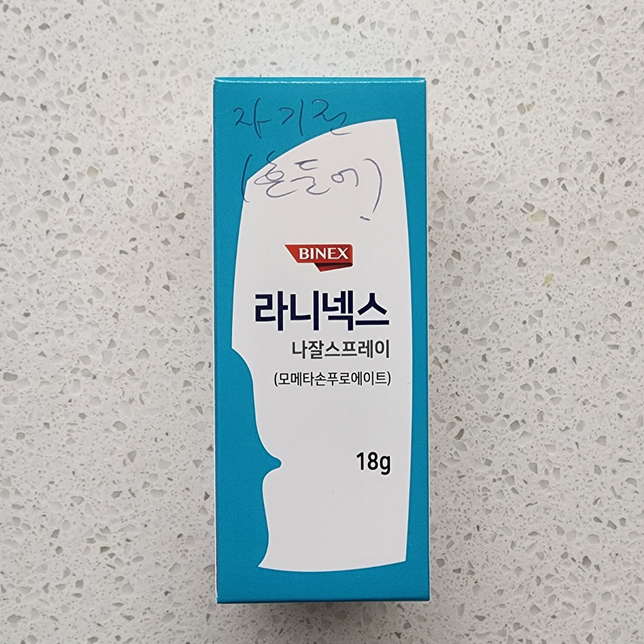 자기전
(흔들어)
BINEX
라니넥스
나잘스프레이
(모메타손푸로에이트)
18g